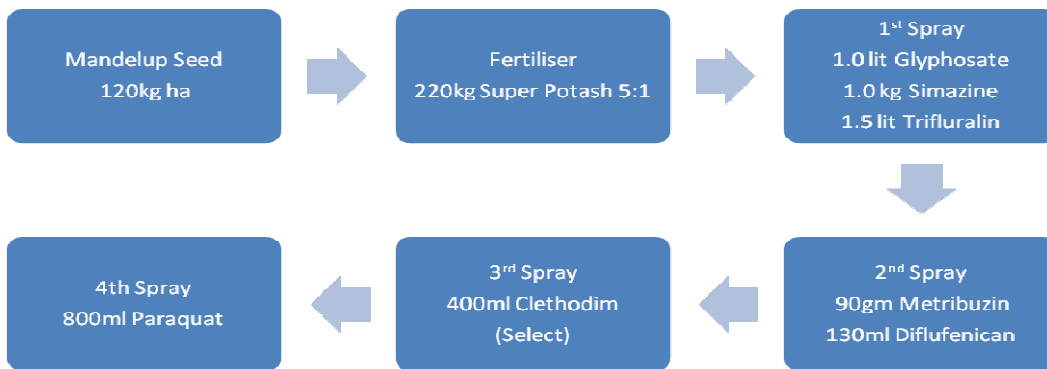 Mandelup Seed
120kg ha
Fertiliser
220kg Super Potash 5:1
1st Spray
1.0 lit Glyphosate
1.0 kg Simazine
1.5 lit Trifluralin
2nd Spray
90gm Metribuzin
130ml Diflufenican
3rd Spray
400ml Clethodim
(Select)
4th Spray
800ml Paraquat